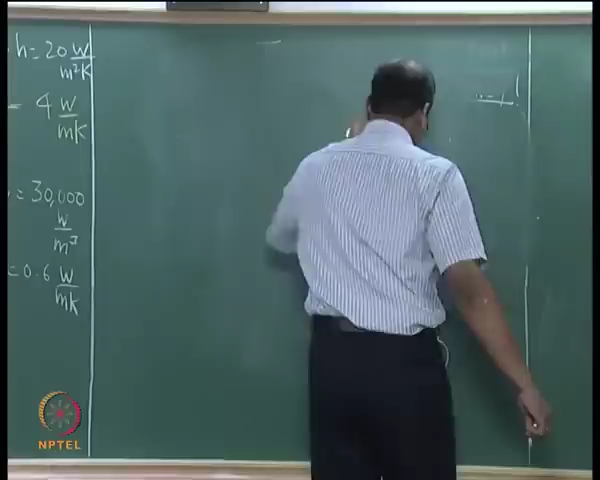 h = 20 W/m²K
= 4 W/mK
= 30,000 W/m³
= 0.6 W/mK
NPTEL